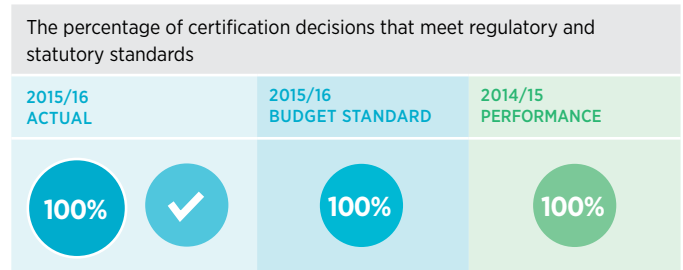 The percentage of certification decisions that meet regulatory and
statutory standards
2015/16
ACTUAL
2015/16
BUDGET STANDARD
2014/15
PERFORMANCE
100%
100%
100%